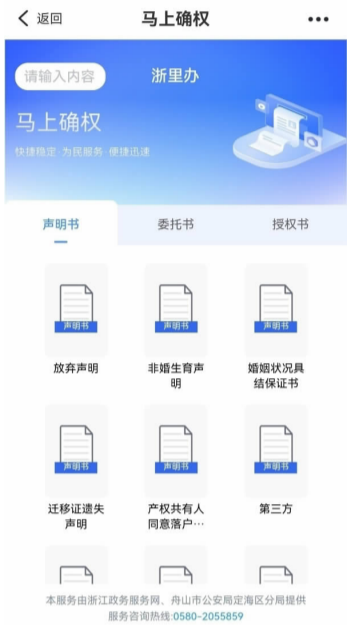 返回
马上确权
请输入内容
浙里办
马上确权
快捷稳定·为民服务·便捷迅速
声明书
委托书
授权书
声明书
声明书
声明书
放弃声明
非婚生育声
明
婚姻状况具
结保证书
声明书
声明书
声明书
迁移证遗失
声明
产权共有人
同意落户…
第三方
本服务由浙江政务服务网、舟山市公安局定海区分局提供
服务咨询热线:0580-2055859